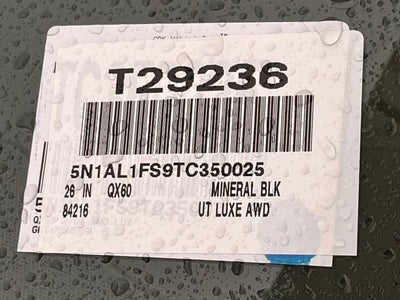 T29236
5N1AL1FS9TC350025
26 IN QX60 MINERAL BLK
84216 UT LUXE AWD